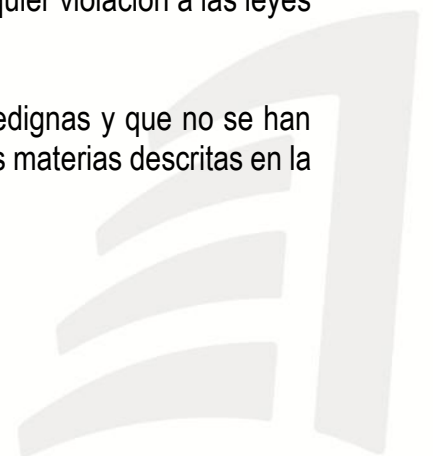 quier violación a las leyes
edignas y que no se han
s materias descritas en la